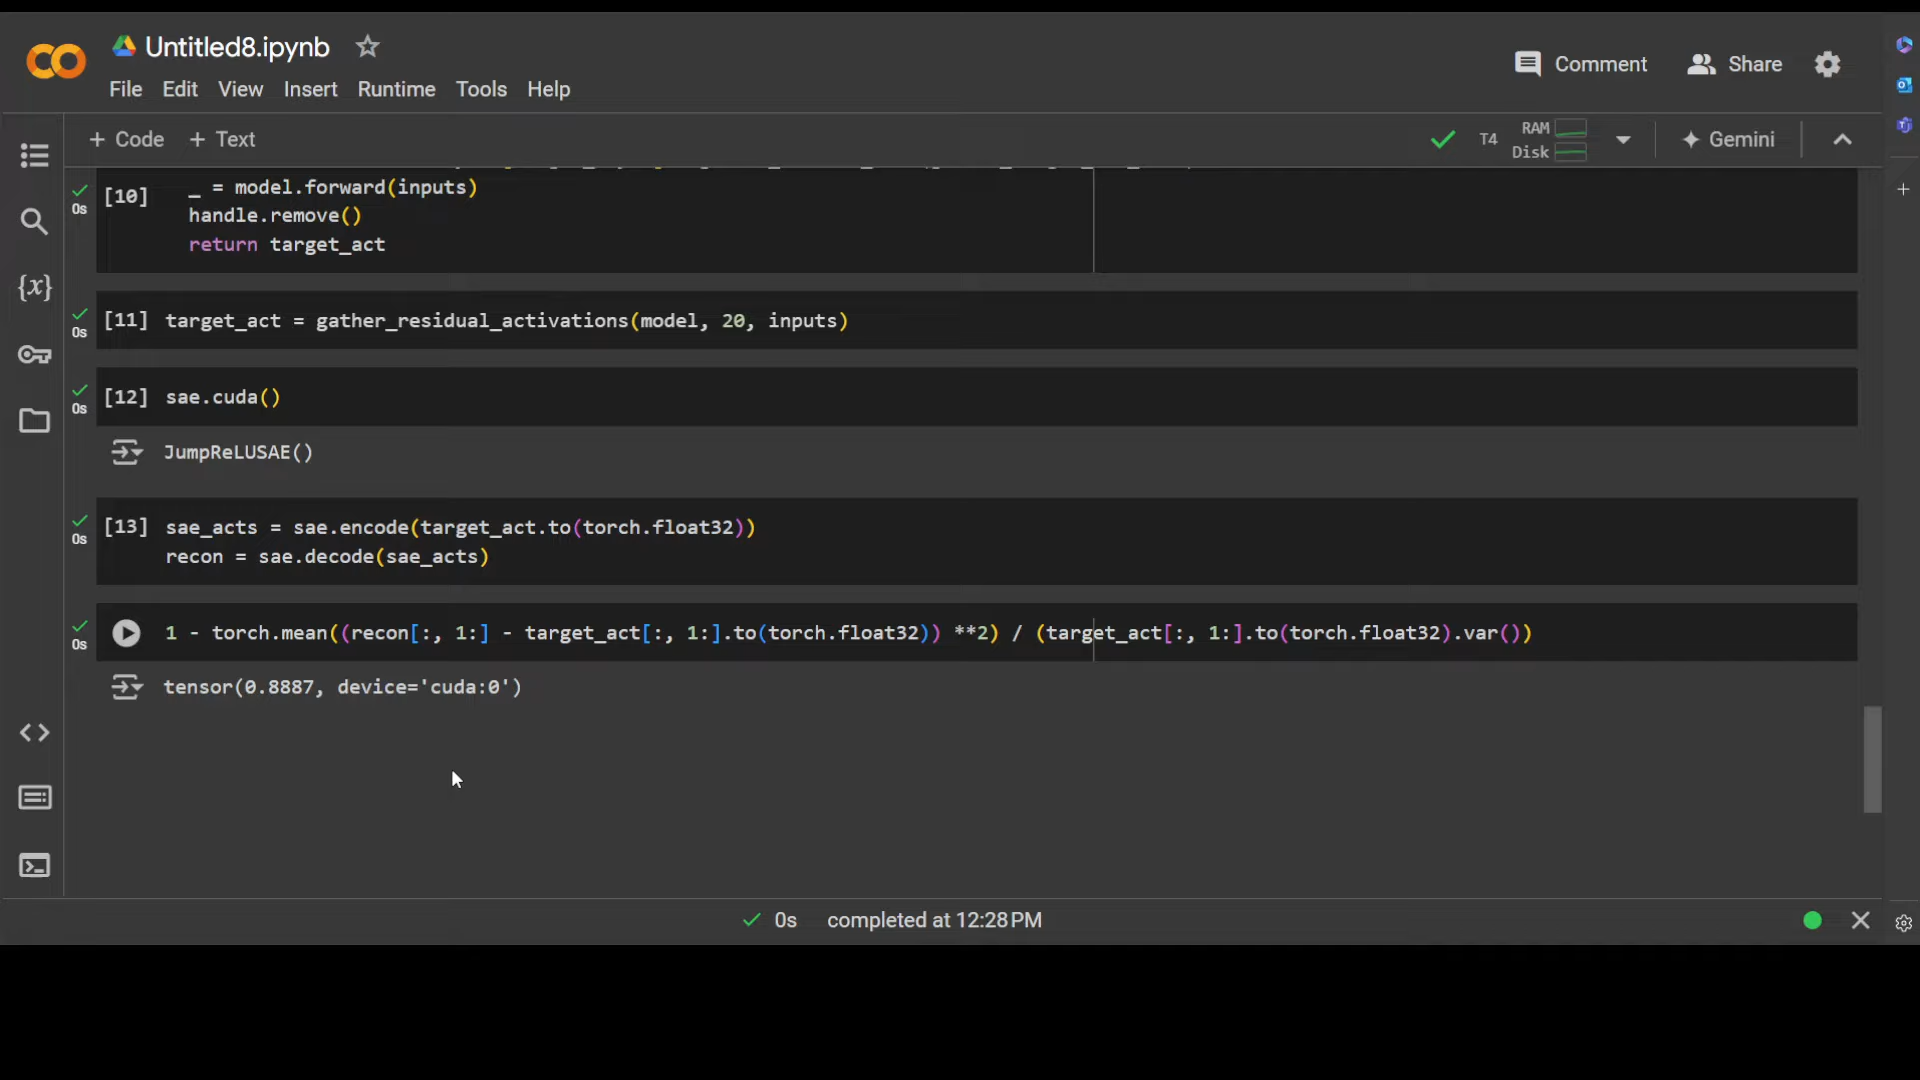 Untitled8.ipynb
File Edit View Insert Runtime Tools Help
Comment
Share
+ Code + Text
T4
RAM
Disk
Gemini
[10] _ = model.forward(inputs)
0s
handle.remove()
return target_act
[11] target_act = gather_residual_activations(model, 20, inputs)
0s
[12] sae.cuda()
0s
JumpReLUSAE()
[13] sae_acts = sae.encode(target_act.to(torch.float32))
0s
recon = sae.decode(sae_acts)
1 - torch.mean((recon[:, 1:] - target_act[:, 1:].to(torch.float32)) **2) / (target_act[:, 1:].to(torch.float32).var())
0s
tensor(0.8887, device='cuda:0')
{x}
0s completed at 12:28 PM